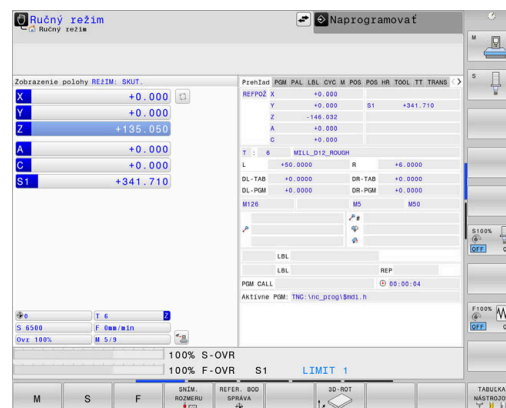 Ručný režim
Ručný režim
Naprogramovať
Zobrazenie polohy REŽIM: SKUT.
X +0.000
Y +0.000
Z +135.050
A +0.000
C +0.000
S1 +341.710
0
T 6
Z
S 6500
F 0mm/min
Ovr 100%
M 5/9
Prehľad PGM PAL LBL CYC M POS POS HR TOOL TT TRANS
REFPOŽ X +0.000
Y +0.000 S1 +341.710
Z -146.032
A +0.000
C +0.000
T : 6 MILL_D12_ROUGH
L +50.0000 R +6.0000
DL-TAB +0.0000 DR-TAB +0.0000
DL-PGM +0.0000 DR-PGM +0.0000
M126 M5 M50
LBL
LBL REP
PGM CALL 00:00:04
Aktívne PGM: TNC:\nc_prog\$mdi.h
100% S-OVR
100% F-OVR S1 LIMIT 1
M
S
F
SNÍM. ROZMERU
REFER. BOD SPRÁVA
3D-ROT
TABUĽKA NÁSTROJO
M
S
S100%
OFF
F100%
OFF